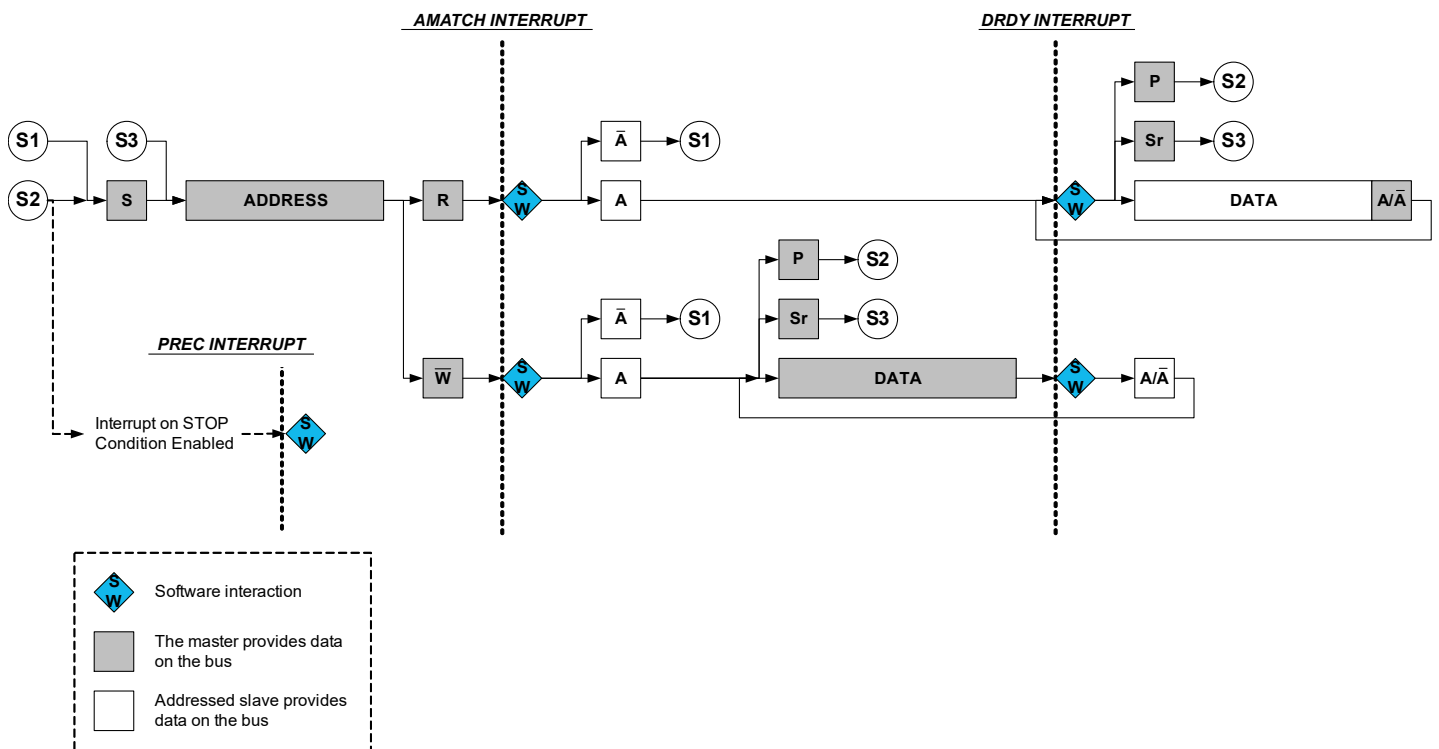 AMATCH INTERRUPT
DRDY INTERRUPT
P
S2
S1
S3
A̅
S1
Sr
S3
S2
S
ADDRESS
R
S
W
A
S
W
DATA
A/A̅
P
S2
A̅
S1
Sr
S3
PREC INTERRUPT
W̅
S
W
A
DATA
S
W
A/A̅
Interrupt on STOP
Condition Enabled
S
W
S
W
Software interaction
The master provides data
on the bus
Addressed slave provides
data on the bus